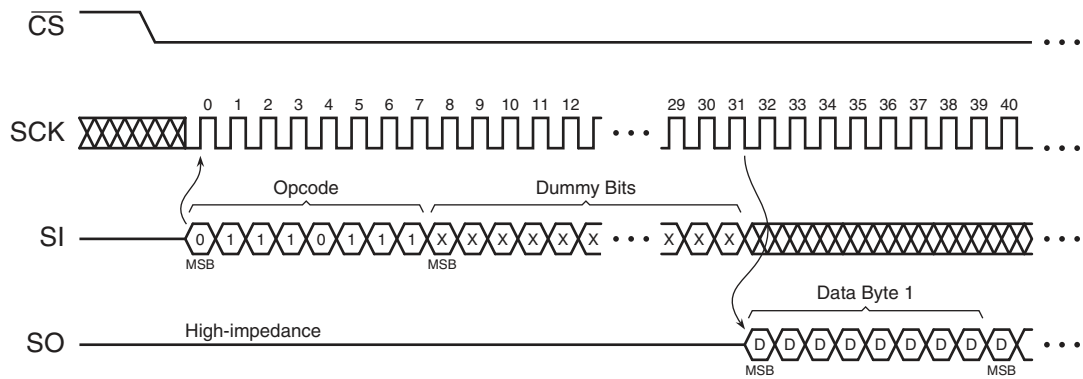 CS
0 1 2 3 4 5 6 7 8 9 10 11 12 29 30 31 32 33 34 35 36 37 38 39 40
SCK
Opcode Dummy Bits
SI 0 1 1 1 0 1 1 1 X X X X X X X X X
MSB MSB
Data Byte 1
High-impedance
SO D D D D D D D D D
MSB MSB